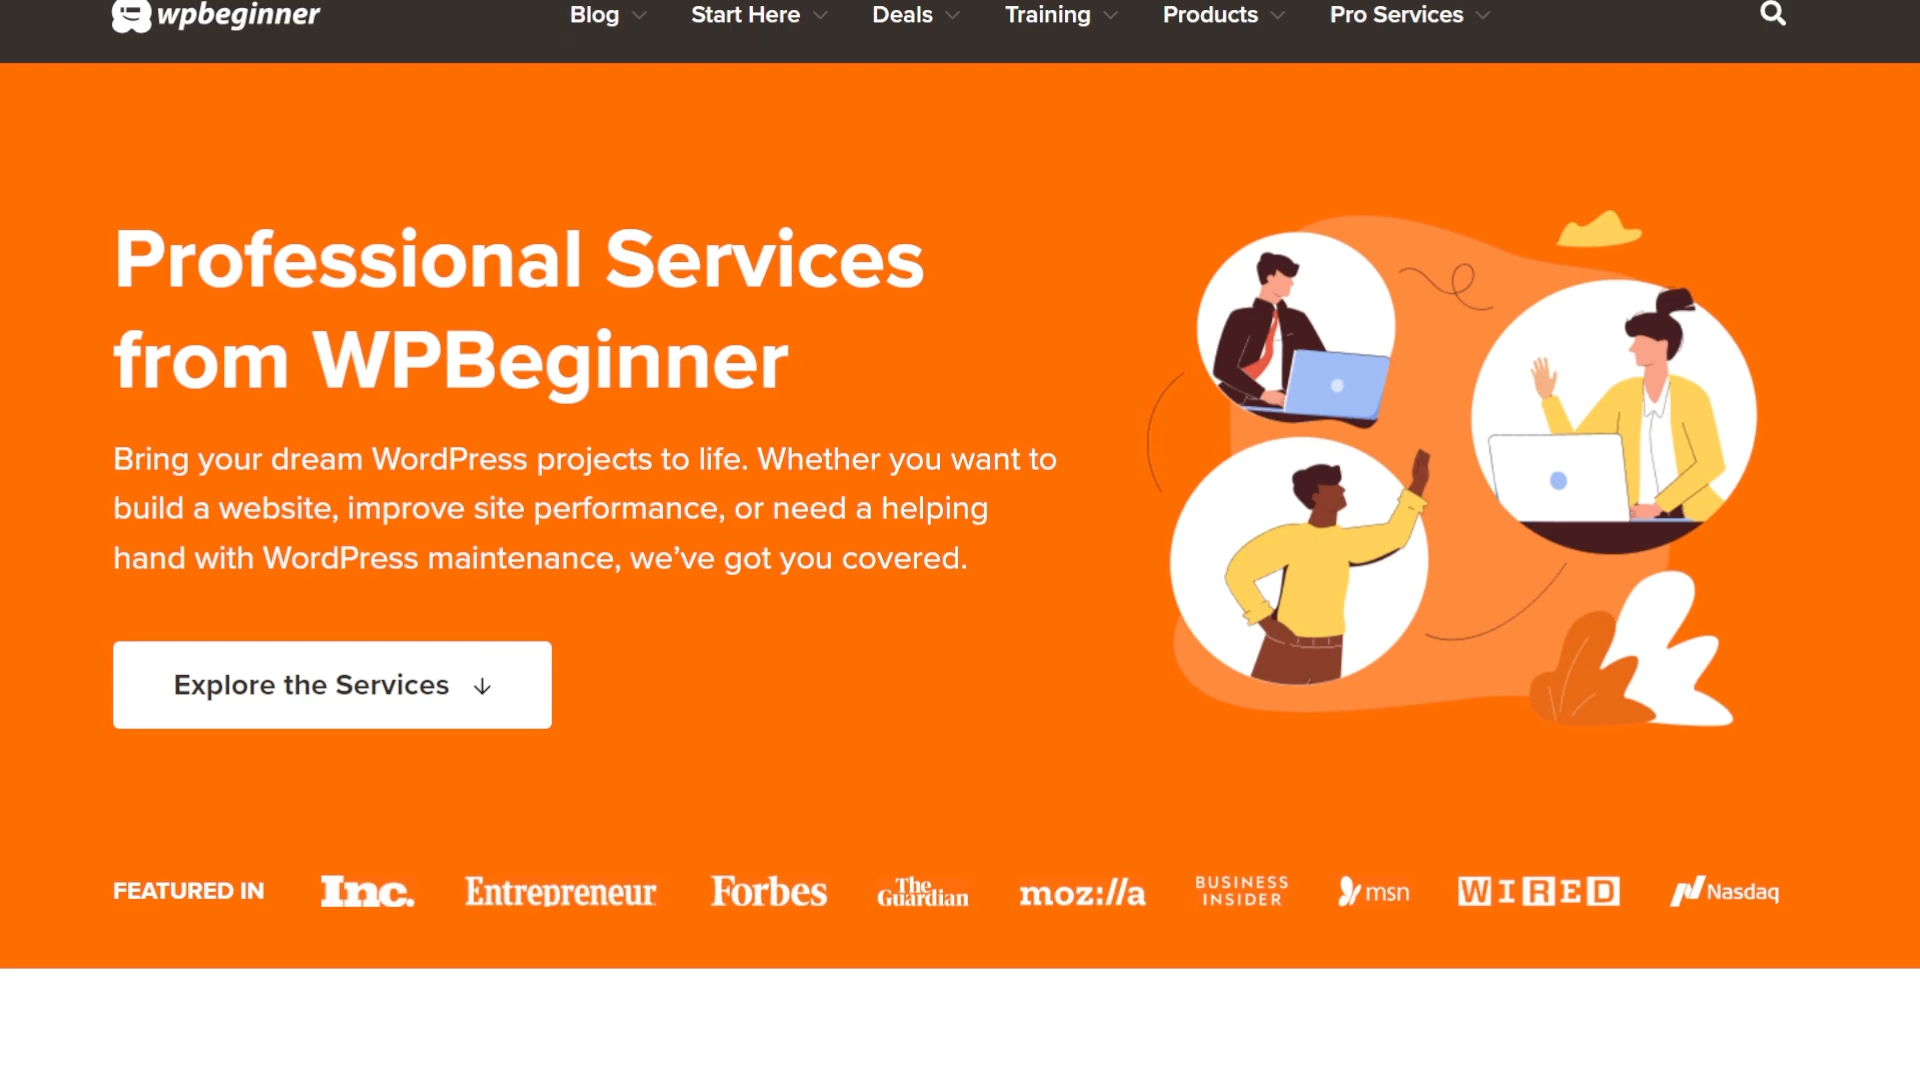 wpbeginner
Blog
Start Here
Deals
Training
Products
Pro Services
Professional Services
from WPBeginner
Bring your dream WordPress projects to life. Whether you want to
build a website, improve site performance, or need a helping
hand with WordPress maintenance, we’ve got you covered.
Explore the Services ↓
FEATURED IN
Inc.
Entrepreneur
Forbes
The
Guardian
moz://a
BUSINESS
INSIDER
msn
WIRED
Nasdaq